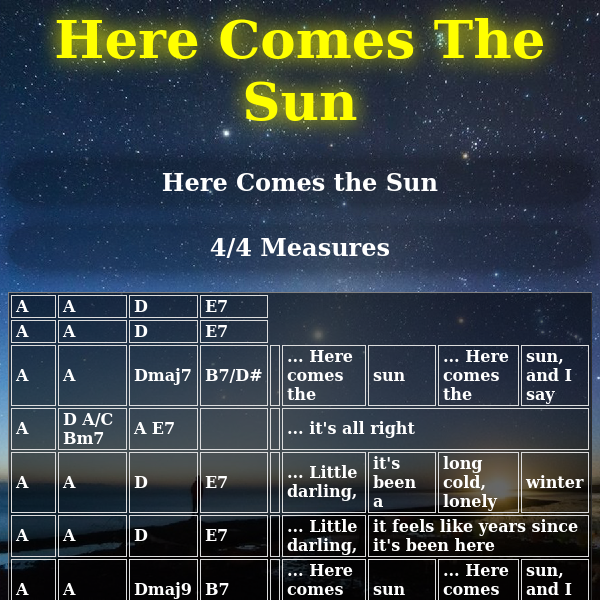 Here Comes The
Sun
Here Comes the Sun
4/4 Measures
A A D E7
A A D E7
A A Dmaj7 B7/D# ... Here comes the sun ... Here comes the sun, and I say
A D A/C Bm7 A E7 ... it's all right
A A D E7 ... Little darling, it's been a long cold, lonely winter
A A D E7 ... Little darling, it feels like years since it's been here
A A Dmaj9 B7 ... Here comes sun ... Here comes sun, and I